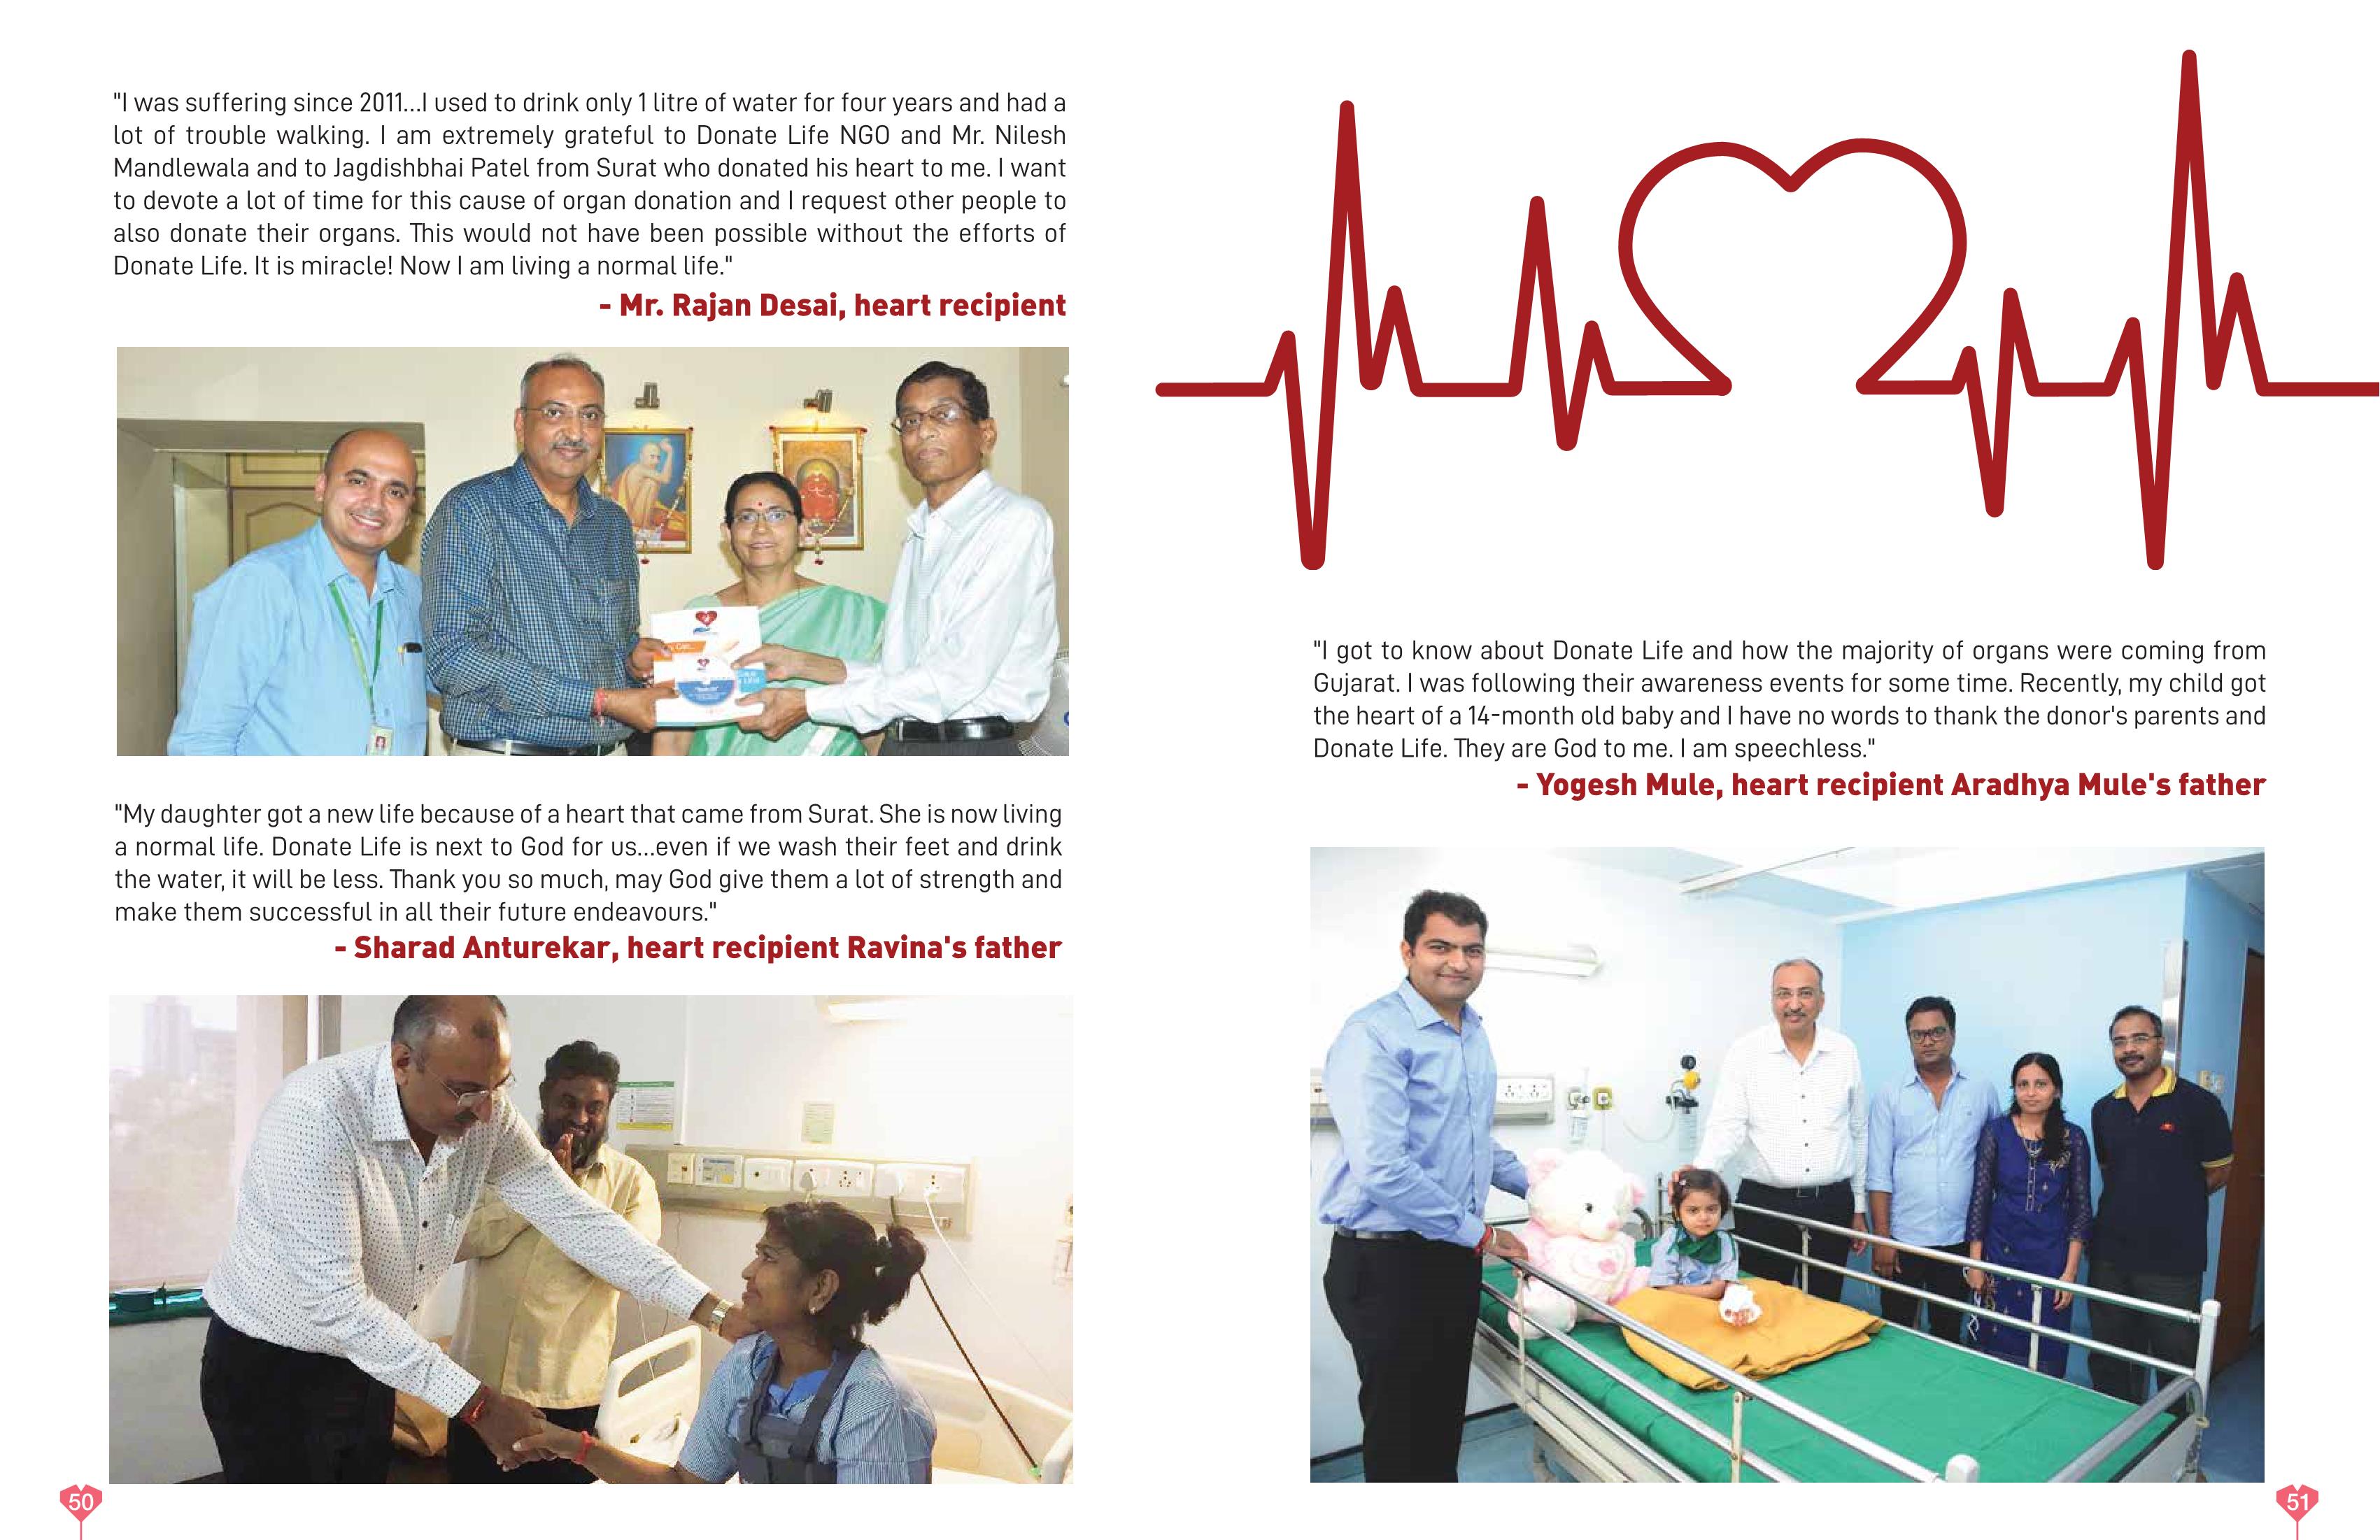 "I was suffering since 2011...I used to drink only 1 litre of water for four years and had a
lot of trouble walking. I am extremely grateful to Donate Life NGO and Mr. Nilesh
Mandlewala and to Jagdishbhai Patel from Surat who donated his heart to me. I want
to devote a lot of time for this cause of organ donation and I request other people to
also donate their organs. This would not have been possible without the efforts of
Donate Life. It is miracle! Now I am living a normal life."
- Mr. Rajan Desai, heart recipient
"My daughter got a new life because of a heart that came from Surat. She is now living
a normal life. Donate Life is next to God for us...even if we wash their feet and drink
the water, it will be less. Thank you so much, may God give them a lot of strength and
make them successful in all their future endeavours."
- Sharad Anturekar, heart recipient Ravina's father
50
"I got to know about Donate Life and how the majority of organs were coming from
Gujarat. I was following their awareness events for some time. Recently, my child got
the heart of a 14-month old baby and I have no words to thank the donor's parents and
Donate Life. They are God to me. I am speechless."
- Yogesh Mule, heart recipient Aradhya Mule's father
51